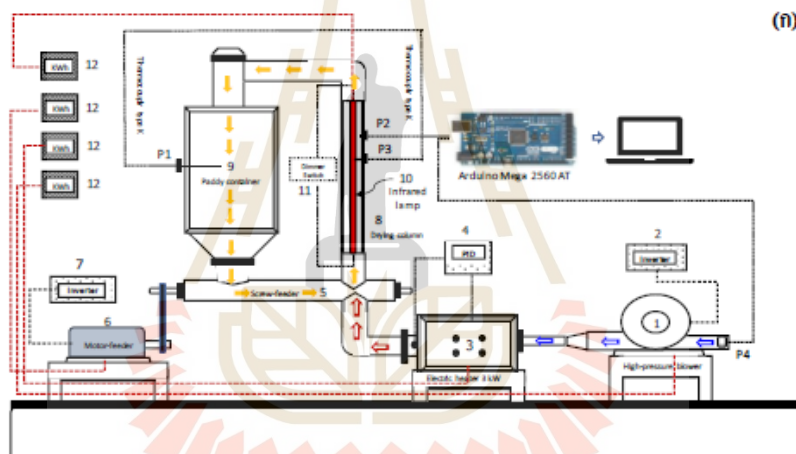 (ก)
KWh 12
KWh 12
KWh 12
KWh 12
Thermocouple type K
Thermocouple type K
P1
P2
P3
9
Paddy container
Dimmer
Switch
11
10
Infrared
lamp
8
Drying-column
Arduino Mega 2560 AT
4
PID
2
Inverter
7
Inverter
Screw-feeder 5
6
Motor-feeder
3
Electric heater 3 kW
1
High-pressure blower
P4